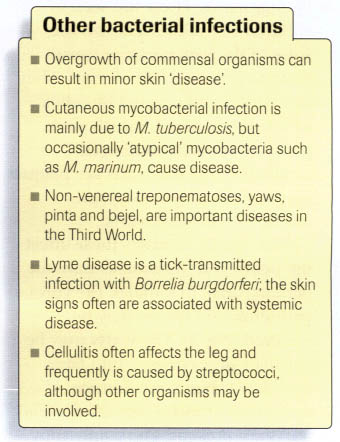 Other bacterial infections
■ Overgrowth of commensal organisms can
result in minor skin ‘disease’.
■ Cutaneous mycobacterial infection is
mainly due to M. tuberculosis, but
occasionally ‘atypical’ mycobacteria such
as M. marinum, cause disease.
■ Non-venereal treponematoses, yaws,
pinta and bejel, are important diseases in
the Third World.
■ Lyme disease is a tick-transmitted
infection with Borrelia burgdorferi; the skin
signs often are associated with systemic
disease.
■ Cellulitis often affects the leg and
frequently is caused by streptococci,
although other organisms may be
involved.